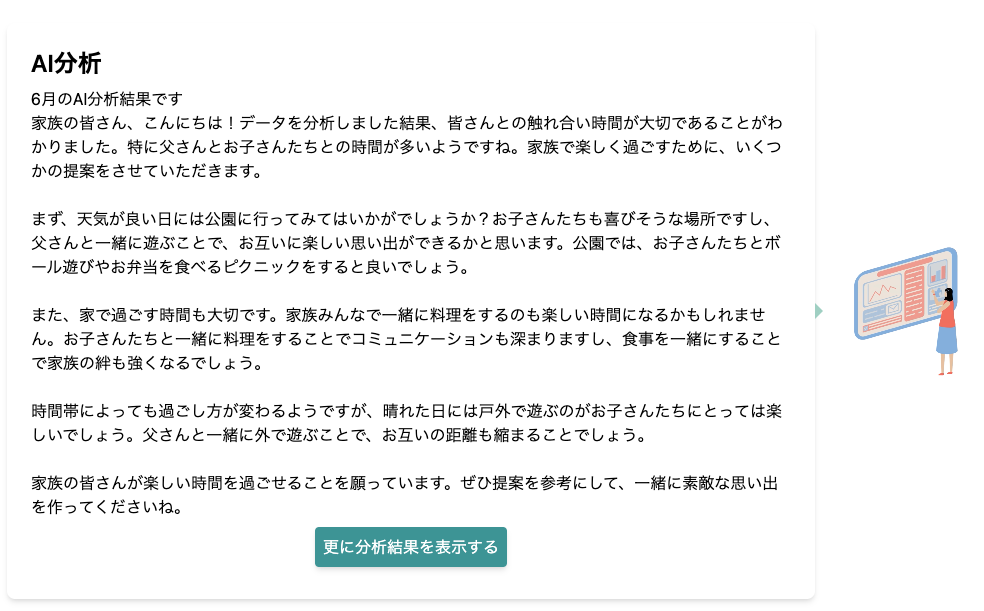 AI分析
6月のAI分析結果です
家族の皆さん、こんにちは！データを分析しました結果、皆さんとの触れ合い時間が大切であることがわ
かりました。特に父さんとお子さんたちとの時間が多いようですね。家族で楽しく過ごすために、いくつ
かの提案をさせていただきます。
まず、天気が良い日には公園に行ってみてはいかがでしょうか？お子さんたちも喜びそうな場所ですし、
父さんと一緒に遊ぶことで、お互いに楽しい思い出ができるかと思います。公園では、お子さんたちとボ
ール遊びやお弁当を食べるピクニックをすると良いでしょう。
また、家で過ごす時間も大切です。家族みんなで一緒に料理をするのも楽しい時間になるかもしれませ
ん。お子さんたちと一緒に料理をすることでコミュニケーションも深まりますし、食事を一緒にすること
で家族の絆も強くなるでしょう。
時間帯によっても過ごし方が変わるようですが、晴れた日には戸外で遊ぶのがお子さんたちにとっては楽
しいでしょう。父さんと一緒に外で遊ぶことで、お互いの距離も縮まることでしょう。
家族の皆さんが楽しい時間を過ごせることを願っています。ぜひ提案を参考にして、一緒に素敵な思い出
を作ってくださいね。
更に分析結果を表示する